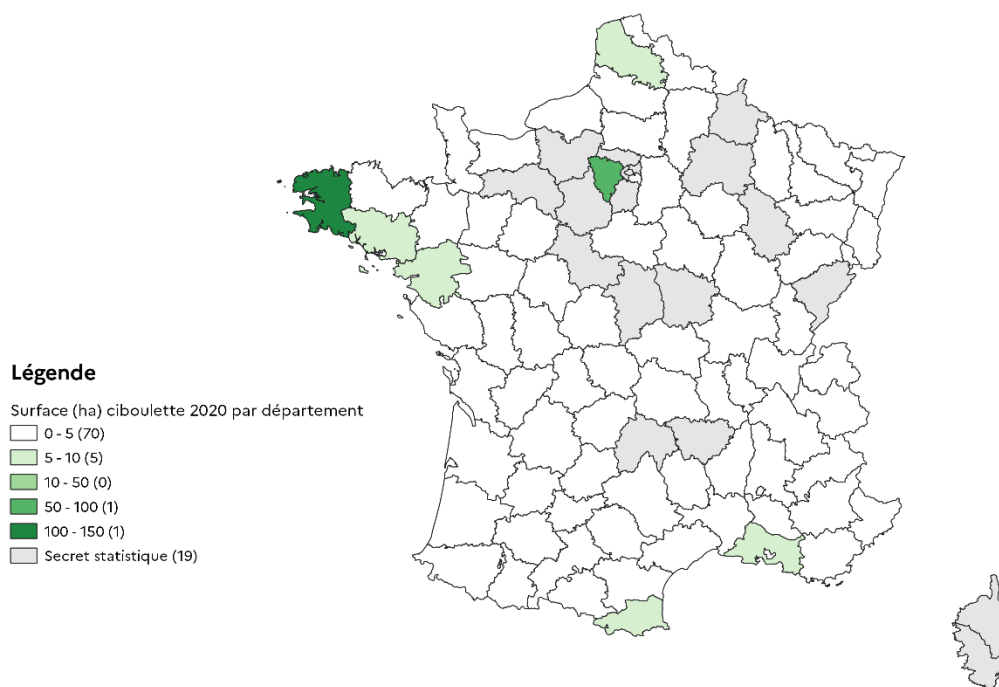 Légende
Surface (ha) ciboulette 2020 par département
0 - 5 (70)
5 - 10 (5)
10 - 50 (0)
50 - 100 (1)
100 - 150 (1)
Secret statistique (19)